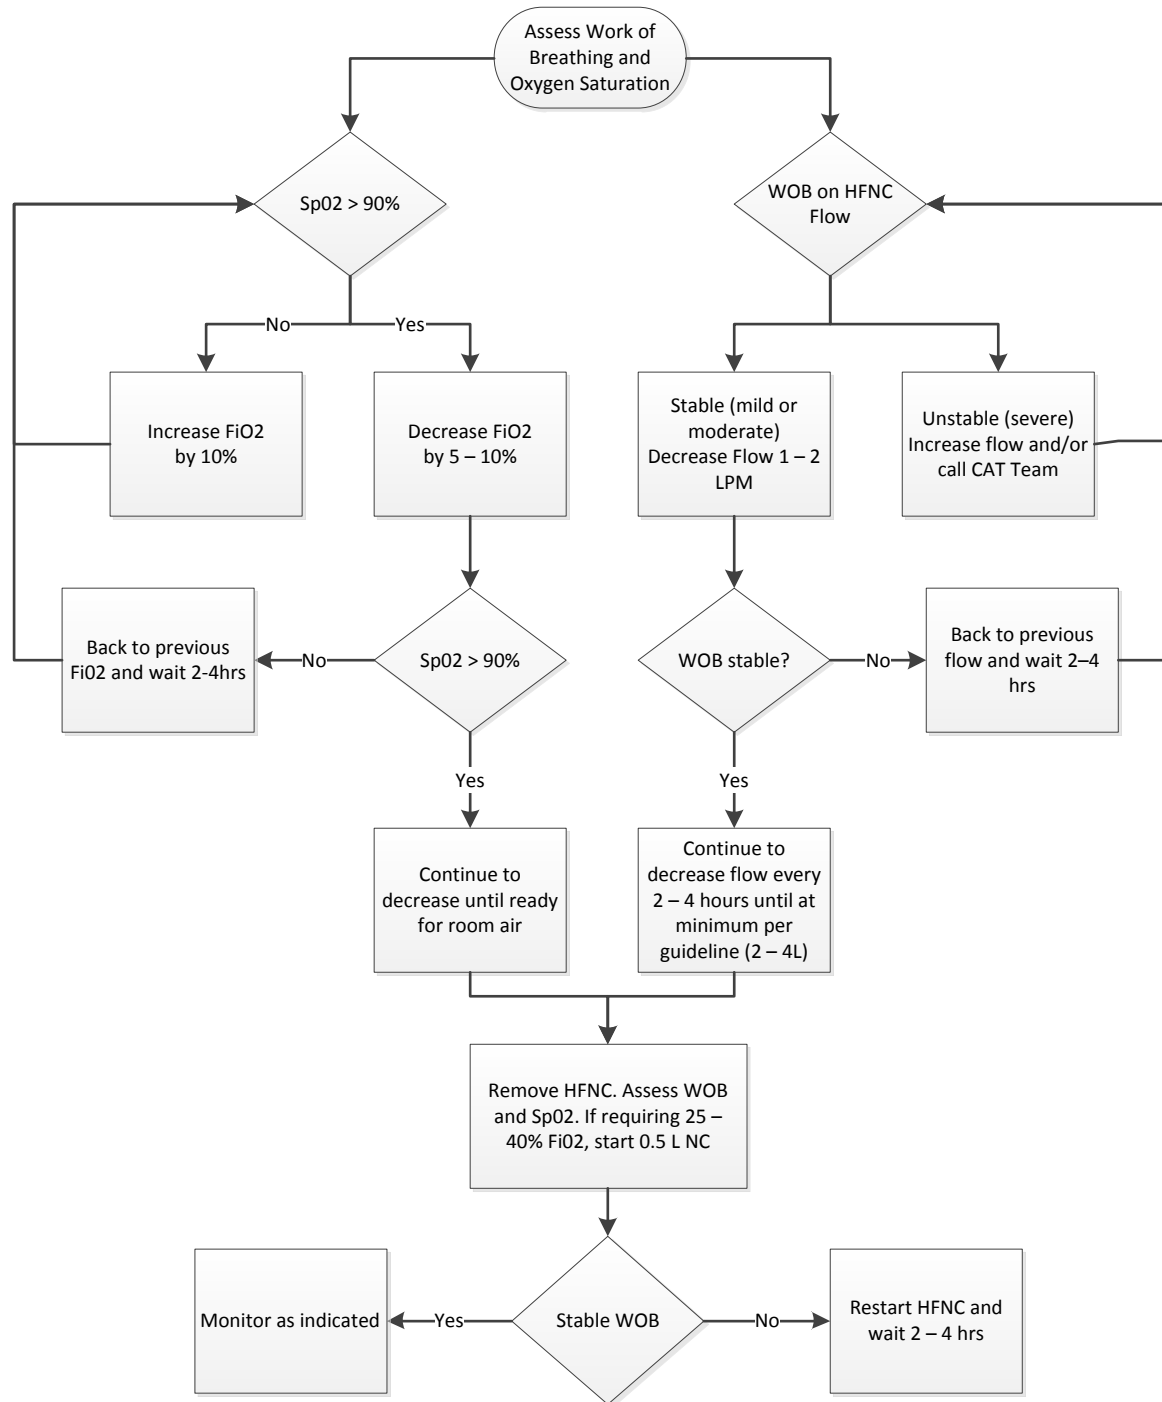 Assess Work of
Breathing and
Oxygen Saturation
Sp02 > 90%
WOB on HFNC
Flow
No
Yes
Increase FiO2
by 10%
Decrease FiO2
by 5 – 10%
Stable (mild or
moderate)
Decrease Flow 1 – 2
LPM
Unstable (severe)
Increase flow and/or
call CAT Team
Back to previous
Fi02 and wait 2-4hrs
No
Sp02 > 90%
WOB stable?
No
Back to previous
flow and wait 2–4
hrs
Yes
Yes
Continue to
decrease until ready
for room air
Continue to
decrease flow every
2 – 4 hours until at
minimum per
guideline (2 – 4L)
Remove HFNC. Assess WOB
and Sp02. If requiring 25 –
40% Fi02, start 0.5 L NC
Monitor as indicated
Yes
Stable WOB
No
Restart HFNC and
wait 2 – 4 hrs